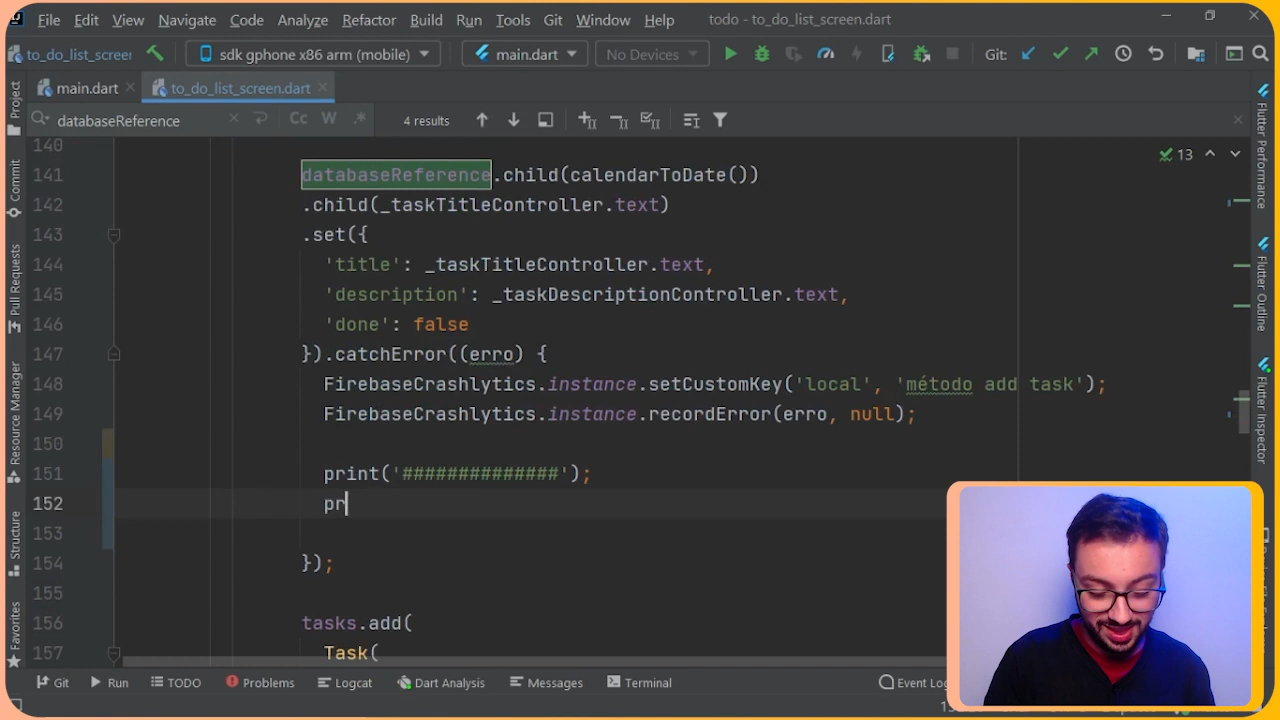 File Edit View Navigate Code Analyze Refactor Build Run Tools Git Window Help todo - to_do_list_screen.dart
to_do_list_screen sdk gphone x86 arm (mobile) main.dart No Devices Git:
main.dart to_do_list_screen.dart
databaseReference Cc W .* 4 results
140
141 databaseReference.child(calendarToDate()) 13
142 .child(_taskTitleController.text)
143 .set({
144 'title': _taskTitleController.text,
145 'description': _taskDescriptionController.text,
146 'done': false
147 }).catchError((erro) {
148 FirebaseCrashlytics.instance.setCustomKey('local', 'método add task');
149 FirebaseCrashlytics.instance.recordError(erro, null);
150
151 print('##############');
152 pr
153
154 });
155
156 tasks.add(
157 Task(
Project
Commit
Pull Requests
Resource Manager
Structure
Favorites
Flutter Performance
Flutter Outline
Flutter Inspector
Git Run TODO Problems Logcat Dart Analysis Messages Terminal Event Log